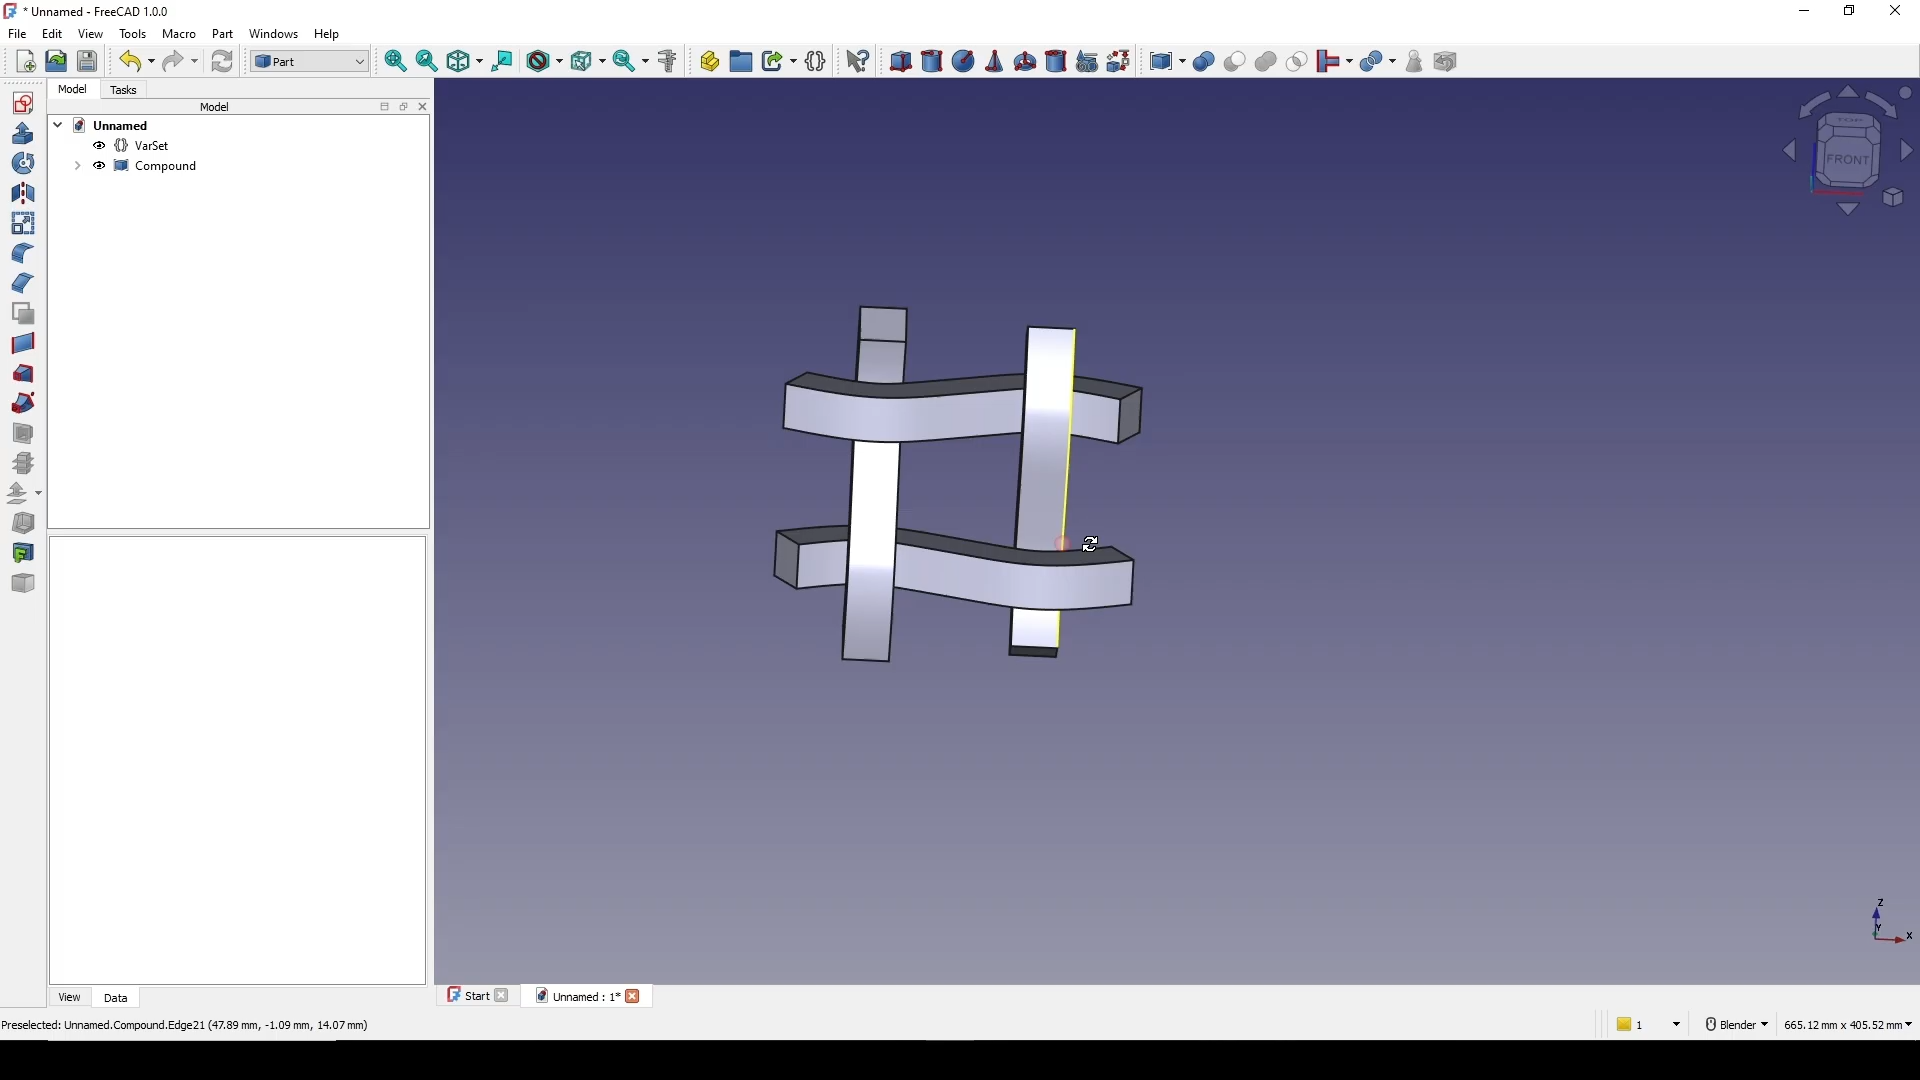 * Unnamed - FreeCAD 1.0.0
File Edit View Tools Macro Part Windows Help
Part
Model Tasks
Model
Unnamed
VarSet
Compound
FRONT
Z
Y
X
View Data
Start Unnamed : 1*
Preselected: Unnamed.Compound.Edge21 (47.89 mm, -1.09 mm, 14.07 mm)
1 Blender 665.12 mm x 405.52 mm